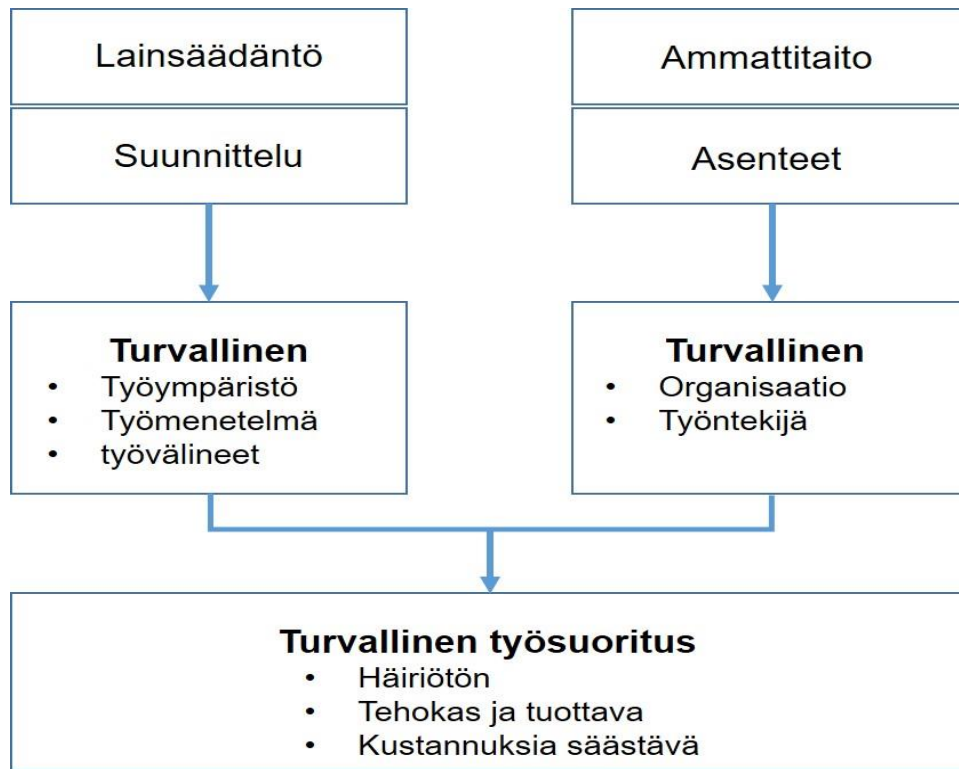 Lainsäädäntö
Suunnittelu
Ammattitaito
Asenteet
Turvallinen
• Työympäristö
• Työmenetelmä
• työvälineet
Turvallinen
• Organisaatio
• Työntekijä
Turvallinen työsuoritus
• Häiriötön
• Tehokas ja tuottava
• Kustannuksia säästävä